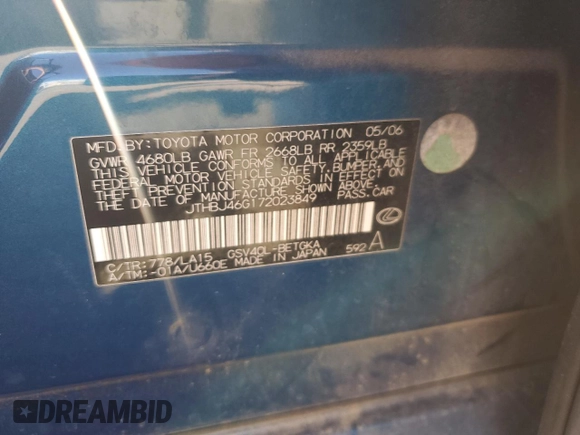 MFD.BY:TOYOTA MOTOR CORPORATION 05/06
GVWR 4680LB GAWR FR 2668LB RR 2359LB
THIS VEHICLE CONFORMS TO ALL APPLICABLE
FEDERAL MOTOR VEHICLE SAFETY,BUMPER,AND
THEFT PREVENTION STANDARDS IN EFFECT ON
THE DATE OF MANUFACTURE SHOWN ABOVE.
JTHBJ46G172023849 PASS.CAR
C/TR:778/LA15 GSV40L-BETGKA
A/TM:-01A/U660E MADE IN JAPAN 592 A
DREAMBID